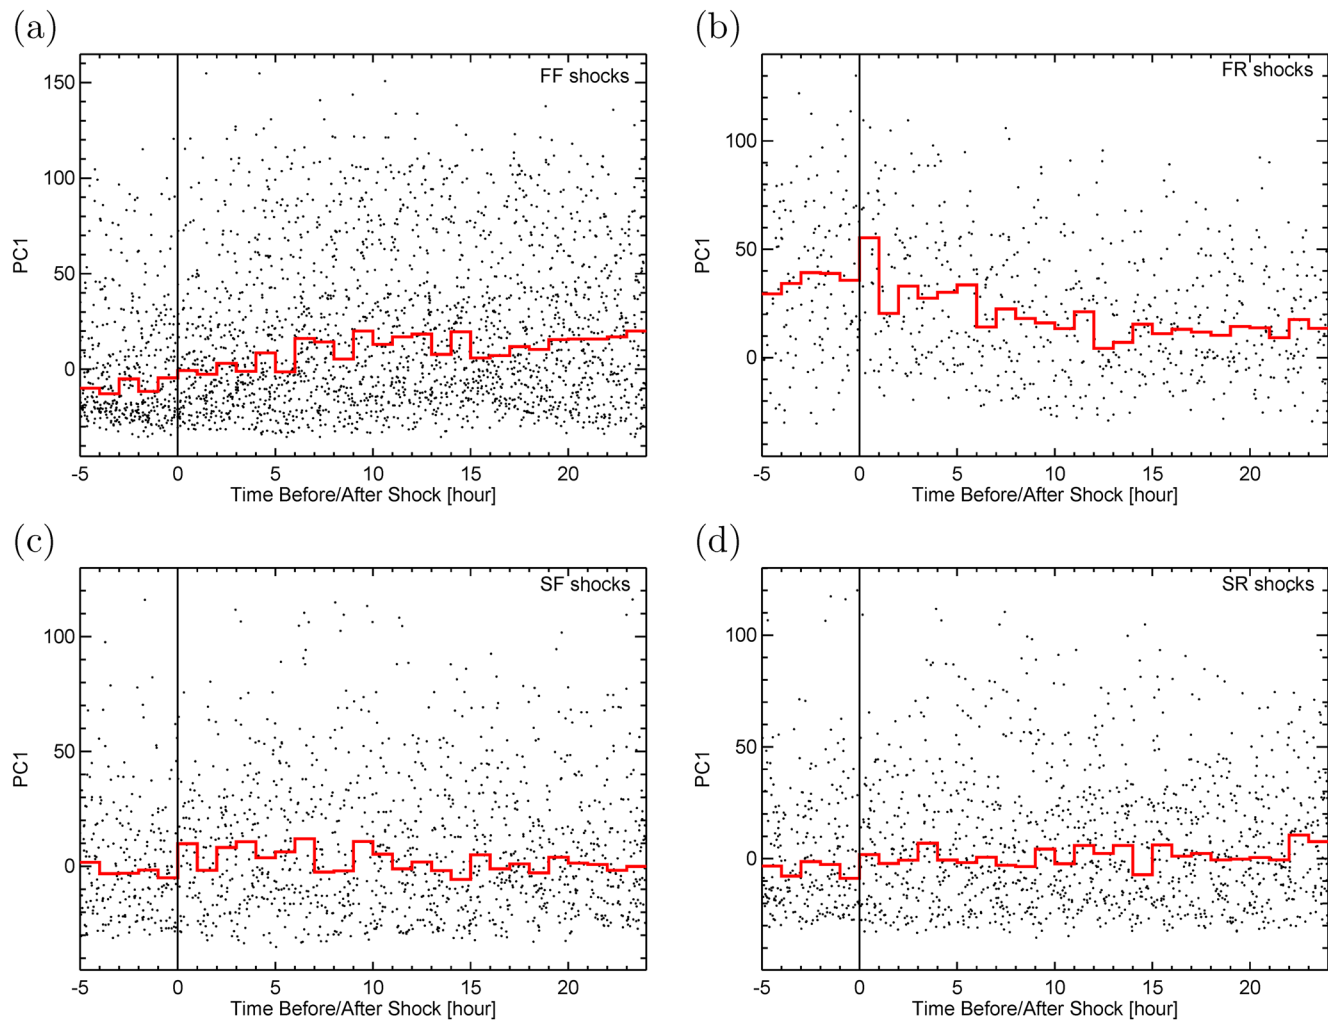 (a)
FF shocks
150
100
50
0
PC1
-5 0 5 10 15 20
Time Before/After Shock [hour]
(b)
FR shocks
100
50
0
PC1
-5 0 5 10 15 20
Time Before/After Shock [hour]
(c)
SF shocks
100
50
0
PC1
-5 0 5 10 15 20
Time Before/After Shock [hour]
(d)
SR shocks
100
50
0
PC1
-5 0 5 10 15 20
Time Before/After Shock [hour]